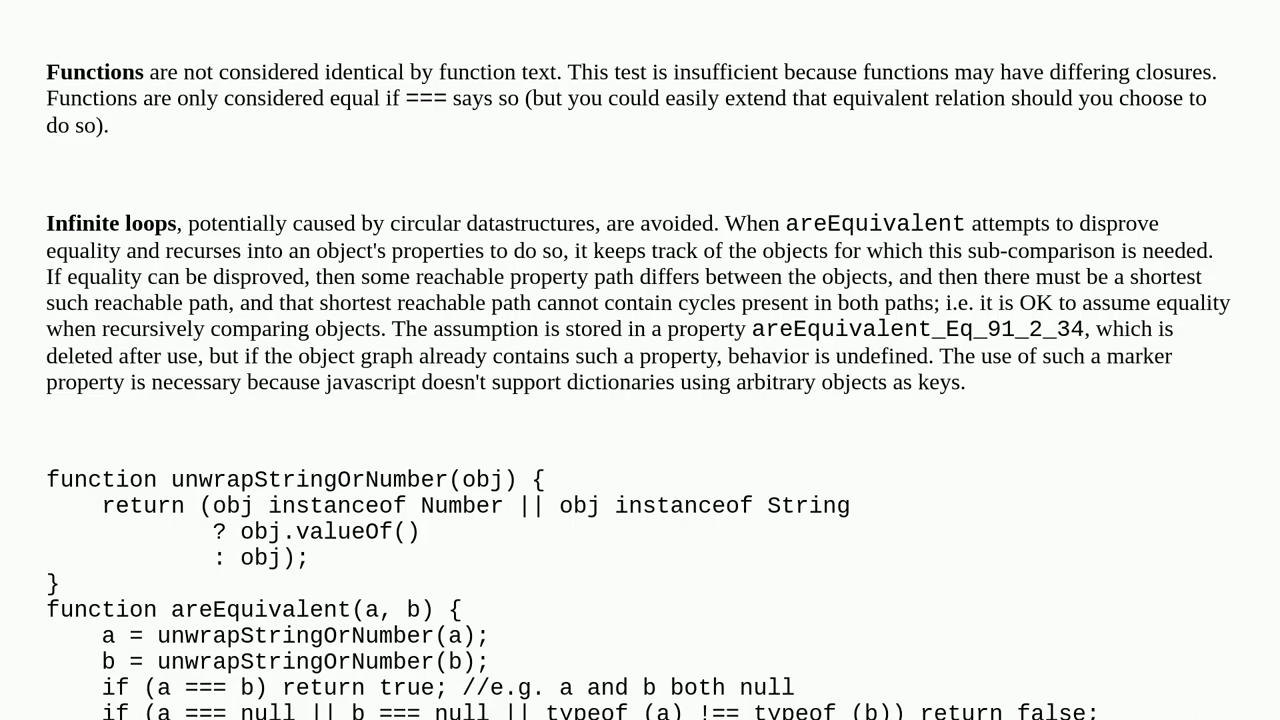 Functions are not considered identical by function text. This test is insufficient because functions may have differing closures.
Functions are only considered equal if === says so (but you could easily extend that equivalent relation should you choose to
do so).
Infinite loops, potentially caused by circular datastructures, are avoided. When areEquivalent attempts to disprove
equality and recurses into an object's properties to do so, it keeps track of the objects for which this sub-comparison is needed.
If equality can be disproved, then some reachable property path differs between the objects, and then there must be a shortest
such reachable path, and that shortest reachable path cannot contain cycles present in both paths; i.e. it is OK to assume equality
when recursively comparing objects. The assumption is stored in a property areEquivalent_Eq_91_2_34, which is
deleted after use, but if the object graph already contains such a property, behavior is undefined. The use of such a marker
property is necessary because javascript doesn't support dictionaries using arbitrary objects as keys.
function unwrapStringOrNumber(obj) {
    return (obj instanceof Number || obj instanceof String
            ? obj.valueOf()
            : obj);
}
function areEquivalent(a, b) {
    a = unwrapStringOrNumber(a);
    b = unwrapStringOrNumber(b);
    if (a === b) return true; //e.g. a and b both null
    if (a === null || b === null || typeof (a) !== typeof (b)) return false;